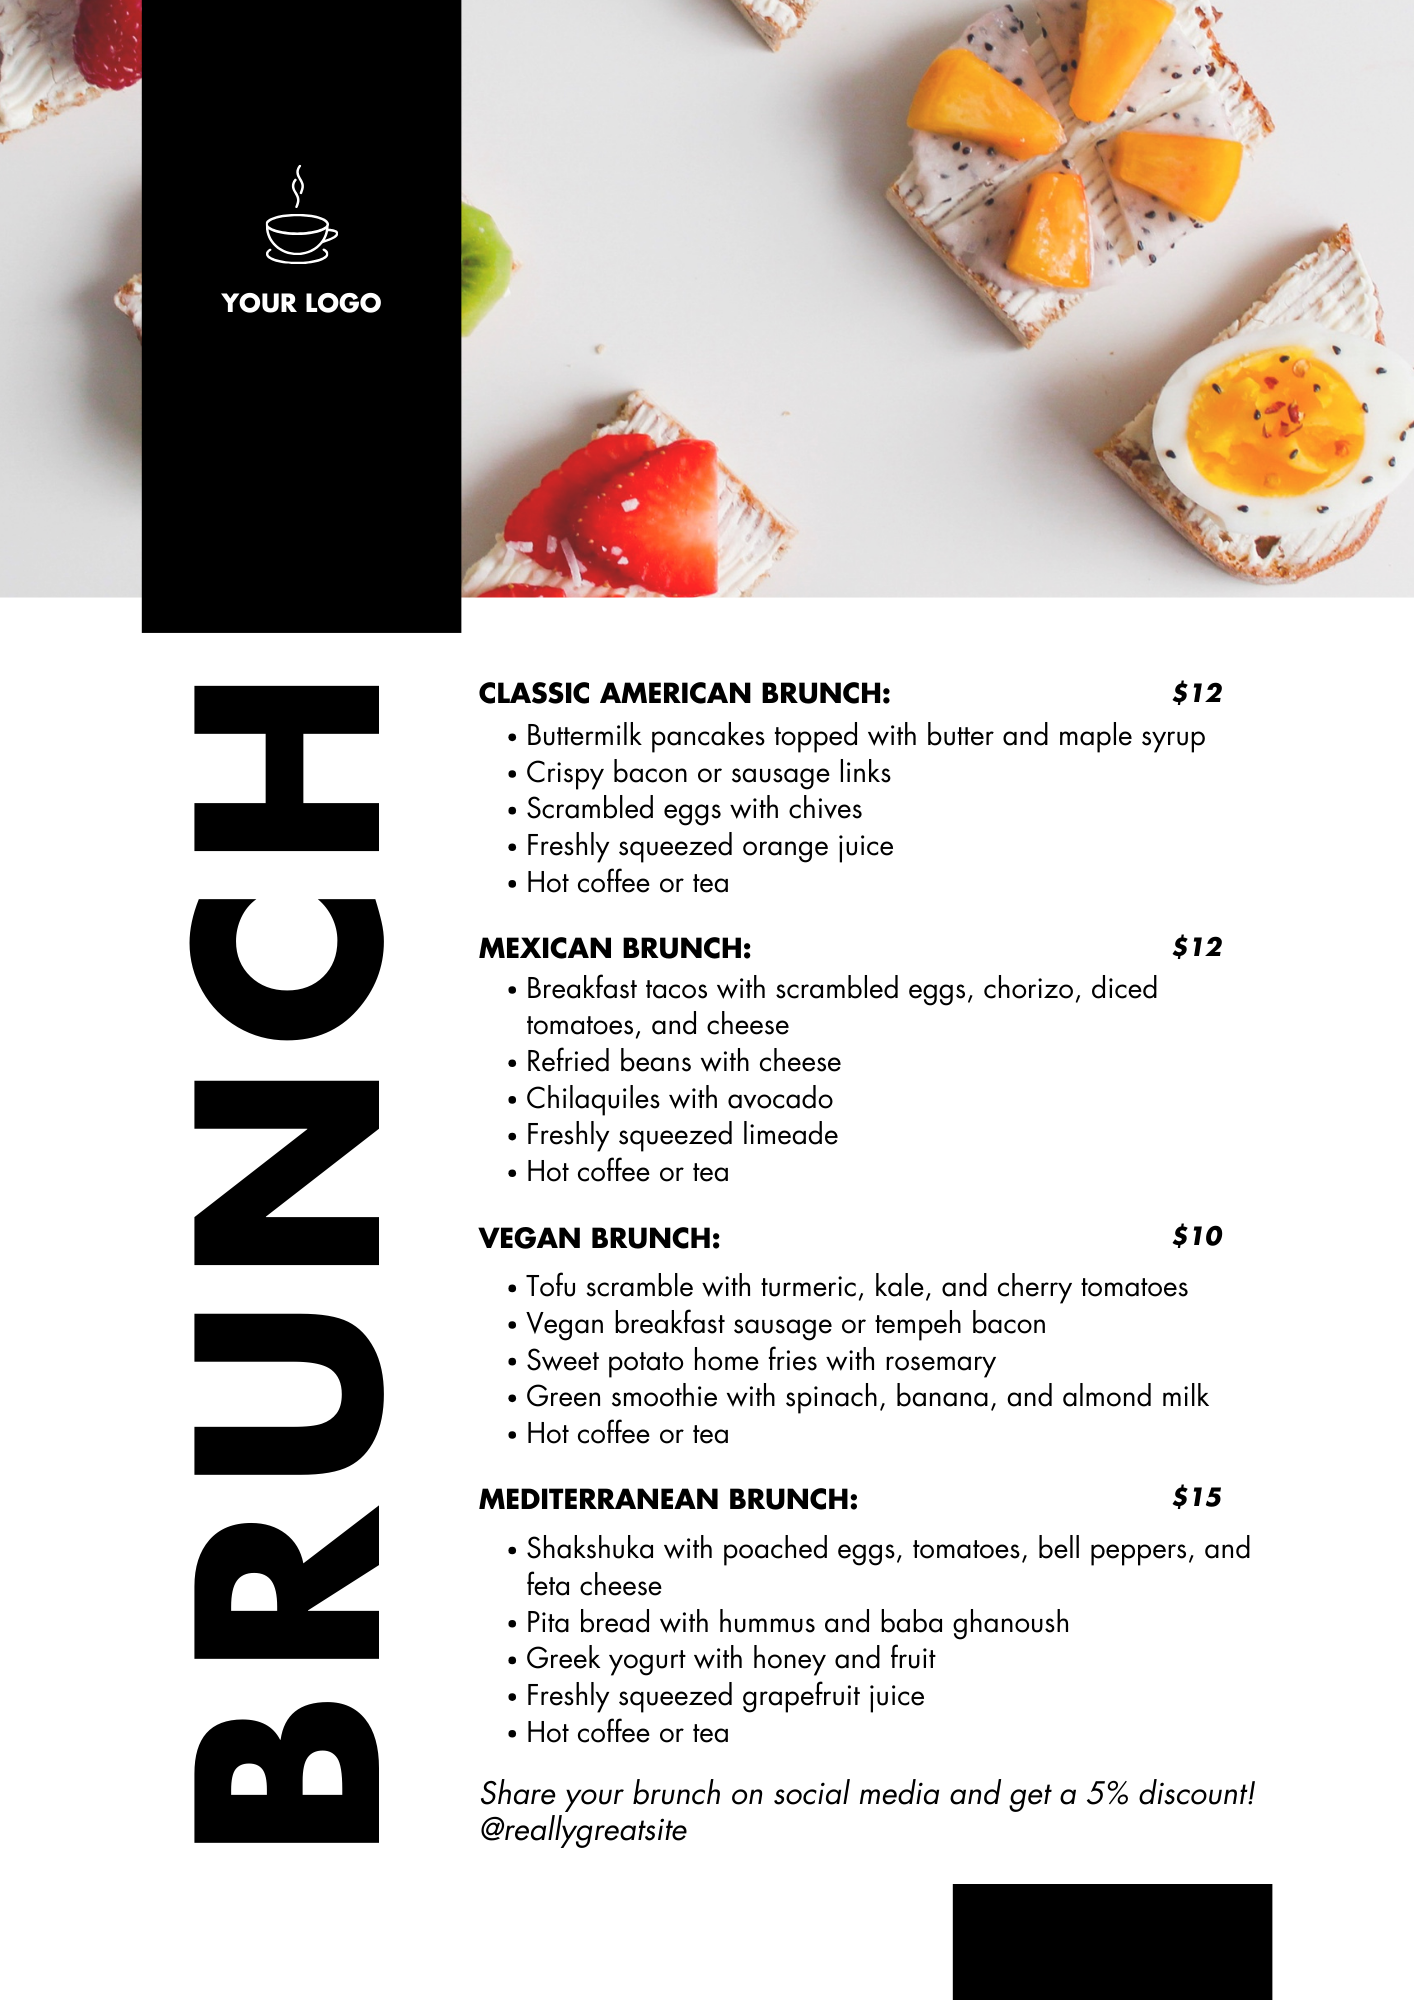 YOUR LOGO
BRUNCH
CLASSIC AMERICAN BRUNCH: $12
• Buttermilk pancakes topped with butter and maple syrup
• Crispy bacon or sausage links
• Scrambled eggs with chives
• Freshly squeezed orange juice
• Hot coffee or tea
MEXICAN BRUNCH: $12
• Breakfast tacos with scrambled eggs, chorizo, diced
tomatoes, and cheese
• Refried beans with cheese
• Chilaquiles with avocado
• Freshly squeezed limeade
• Hot coffee or tea
VEGAN BRUNCH: $10
• Tofu scramble with turmeric, kale, and cherry tomatoes
• Vegan breakfast sausage or tempeh bacon
• Sweet potato home fries with rosemary
• Green smoothie with spinach, banana, and almond milk
• Hot coffee or tea
MEDITERRANEAN BRUNCH: $15
• Shakshuka with poached eggs, tomatoes, bell peppers, and
feta cheese
• Pita bread with hummus and baba ghanoush
• Greek yogurt with honey and fruit
• Freshly squeezed grapefruit juice
• Hot coffee or tea
Share your brunch on social media and get a 5% discount!
@reallygreatsite